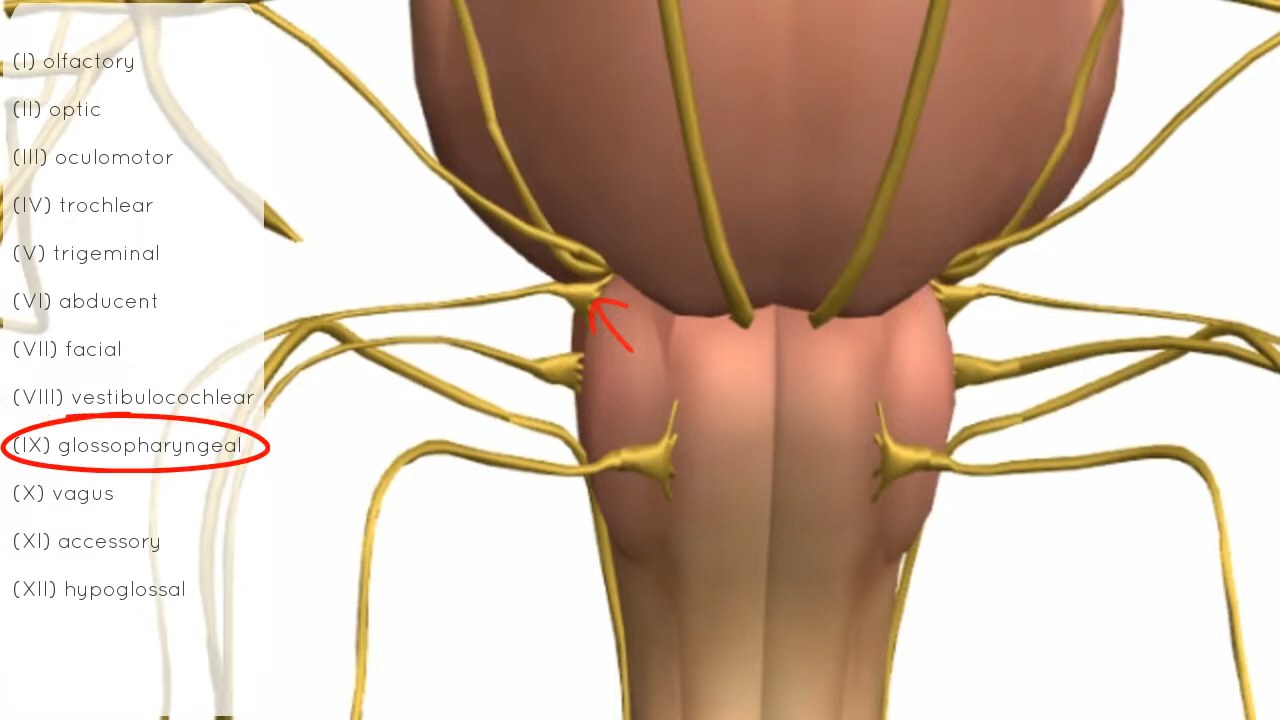 (I) olfactory
(II) optic
(III) oculomotor
(IV) trochlear
(V) trigeminal
(VI) abducent
(VII) facial
(VIII) vestibulocochlear
(IX) glossopharyngeal
(X) vagus
(XI) accessory
(XII) hypoglossal